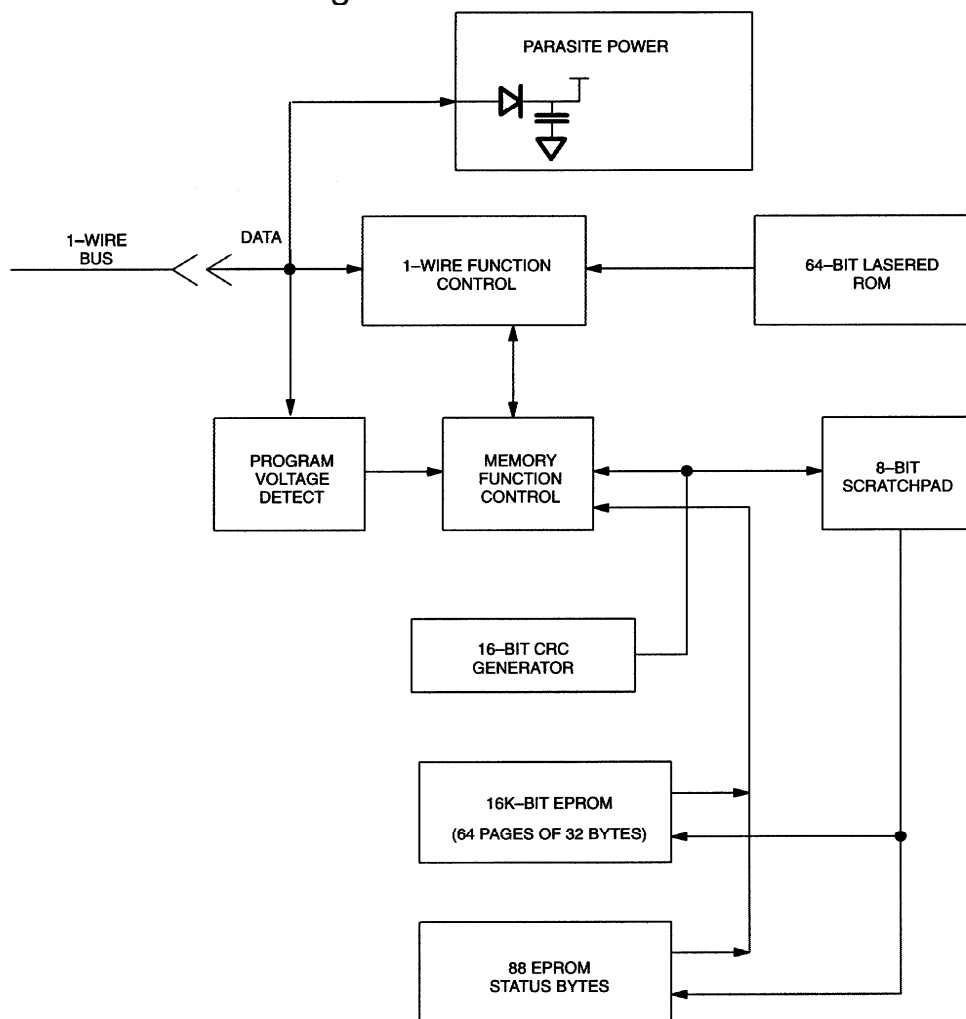 PARASITE POWER
1–WIRE
BUS
DATA
1–WIRE FUNCTION
CONTROL
64–BIT LASERED
ROM
PROGRAM
VOLTAGE
DETECT
MEMORY
FUNCTION
CONTROL
8–BIT
SCRATCHPAD
16–BIT CRC
GENERATOR
16K–BIT EPROM
(64 PAGES OF 32 BYTES)
88 EPROM
STATUS BYTES